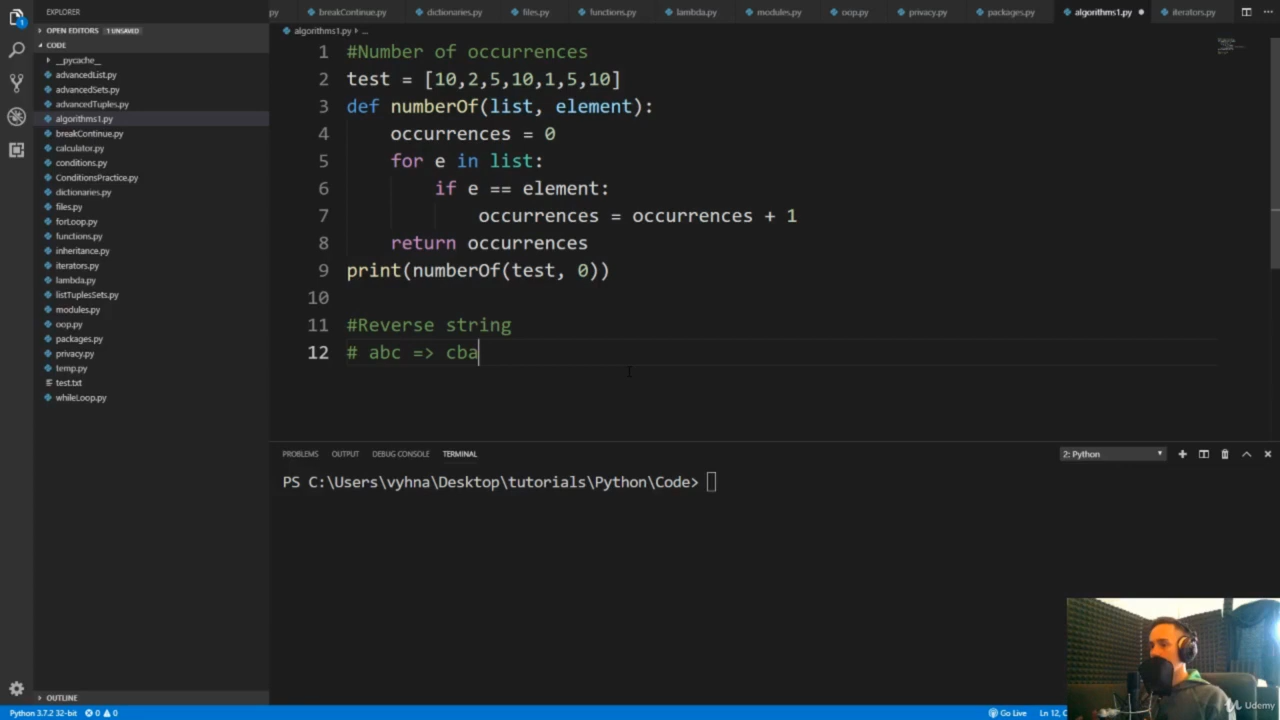 EXPLORER
OPEN EDITORS 1 UNSAVED
CODE
__pycache__
advancedList.py
advancedSets.py
advancedTuples.py
algorithms1.py
breakContinue.py
calculator.py
conditions.py
ConditionsPractice.py
dictionaries.py
files.py
forLoop.py
functions.py
inheritance.py
iterators.py
lambda.py
listTuplesSets.py
modules.py
oop.py
packages.py
privacy.py
temp.py
test.txt
whileLoop.py
OUTLINE
py breakContinue.py dictionaries.py files.py functions.py lambda.py modules.py oop.py privacy.py packages.py algorithms1.py iterators.py
algorithms1.py > ...
1 #Number of occurrences
2 test = [10,2,5,10,1,5,10]
3 def numberOf(list, element):
4 occurrences = 0
5 for e in list:
6 if e == element:
7 occurrences = occurrences + 1
8 return occurrences
9 print(numberOf(test, 0))
10
11 #Reverse string
12 # abc => cba
PROBLEMS OUTPUT DEBUG CONSOLE TERMINAL 2: Python
PS C:\Users\vyhna\Desktop\tutorials\Python\Code>
Python 3.7.2 32-bit 0 0 Go Live Ln 12,
Udemy